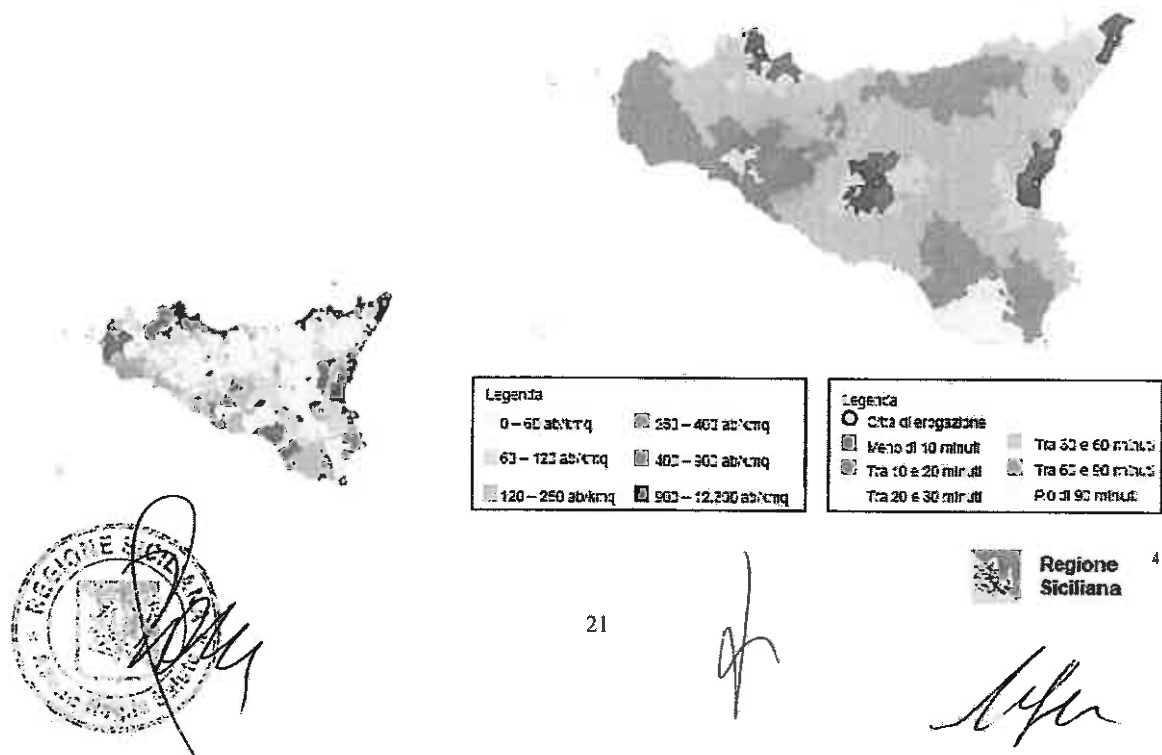 Legenda
0 – 60 ab/kmq
60 – 120 ab/kmq
120 – 250 ab/kmq
250 – 400 ab/kmq
400 – 900 ab/kmq
900 – 12.200 ab/kmq
Legenda
Città di erogazione
Meno di 10 minuti
Tra 10 e 20 minuti
Tra 20 e 30 minuti
Tra 30 e 60 minuti
Tra 60 e 90 minuti
Più di 90 minuti
REGIONE SICILIANA
21
Regione
Siciliana
4